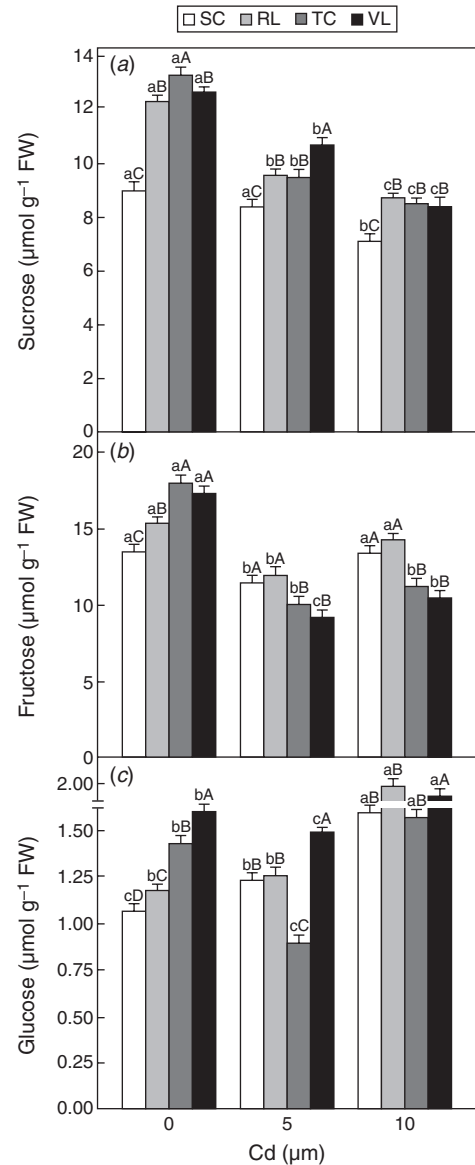 SC RL TC VL
(a)
14
12
10
8
6
4
2
0
Sucrose (µmol g–1 FW)
aC aB aA aB
aC bB bB bA
bC cB cB cB
(b)
20
15
10
5
0
Fructose (µmol g–1 FW)
aC aB aA aA
bA bA bB cB
aA aA bB bB
(c)
2.00
1.50
1.25
1.00
0.75
0.50
0.25
0.00
Glucose (µmol g–1 FW)
cD bC bB bA
bB bB cC cA
aB aB aB aA
0 5 10
Cd (µm)